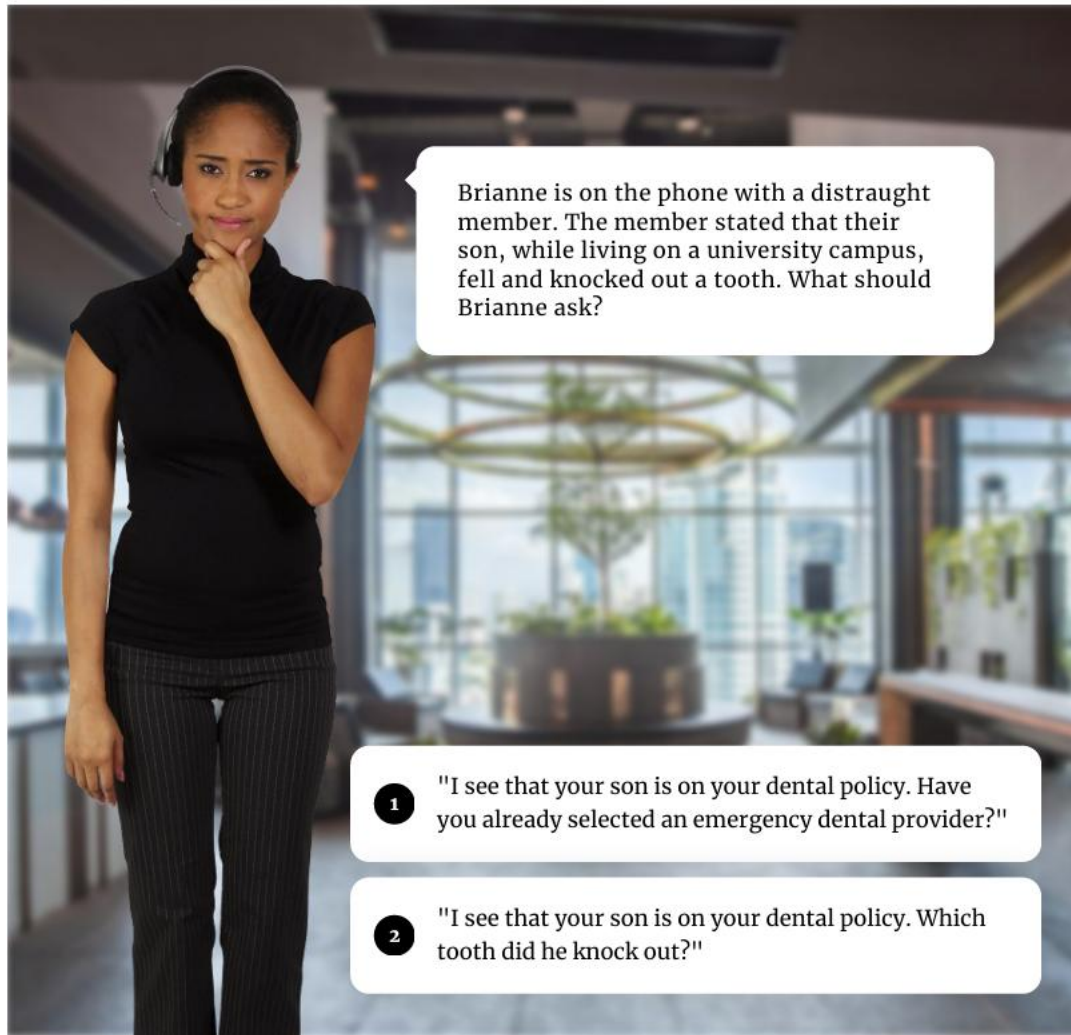 Brianne is on the phone with a distraught
member. The member stated that their
son, while living on a university campus,
fell and knocked out a tooth. What should
Brianne ask?
1
"I see that your son is on your dental policy. Have
you already selected an emergency dental provider?"
2
"I see that your son is on your dental policy. Which
tooth did he knock out?"